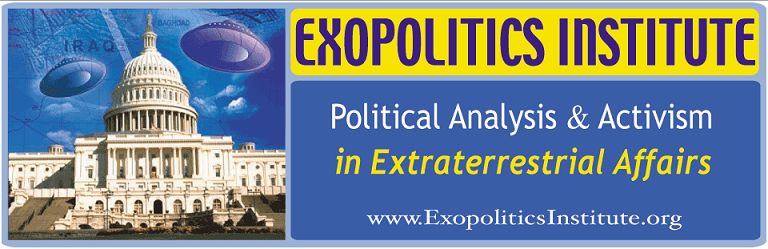 IRAQ
BAGHDAD
EXOPOLITICS INSTITUTE
Political Analysis & Activism
in Extraterrestrial Affairs
www.ExopoliticsInstitute.org